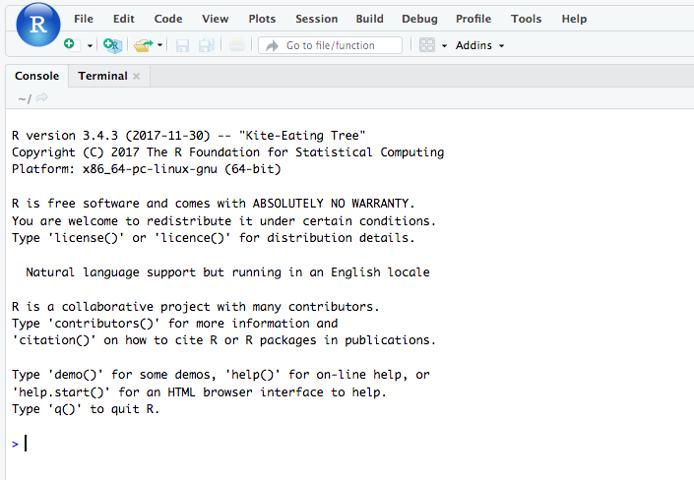 R
File Edit Code View Plots Session Build Debug Profile Tools Help
R Go to file/function Addins
Console Terminal
~/
R version 3.4.3 (2017-11-30) -- "Kite-Eating Tree"
Copyright (C) 2017 The R Foundation for Statistical Computing
Platform: x86_64-pc-linux-gnu (64-bit)
R is free software and comes with ABSOLUTELY NO WARRANTY.
You are welcome to redistribute it under certain conditions.
Type 'license()' or 'licence()' for distribution details.
Natural language support but running in an English locale
R is a collaborative project with many contributors.
Type 'contributors()' for more information and
'citation()' on how to cite R or R packages in publications.
Type 'demo()' for some demos, 'help()' for on-line help, or
'help.start()' for an HTML browser interface to help.
Type 'q()' to quit R.
>